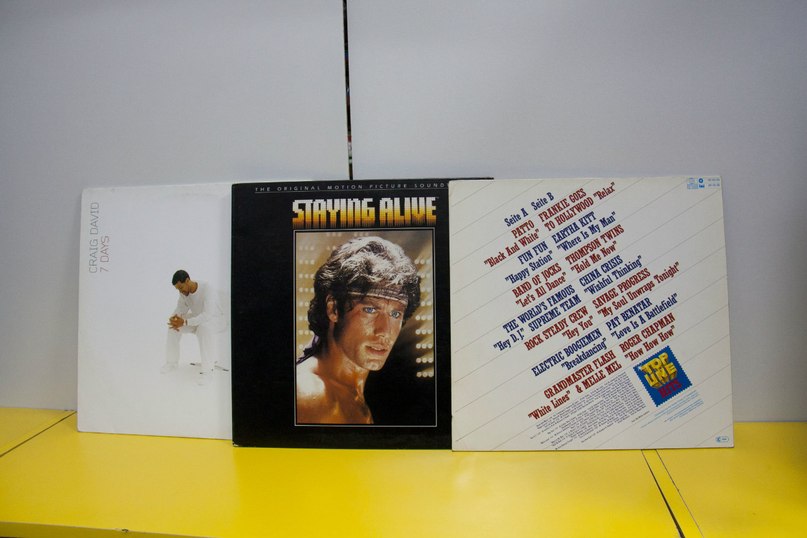 CRAIG DAVID
7 DAYS
THE ORIGINAL MOTION PICTURE SOUND
STAYING ALIVE
Seite A Seite B
PATTO FRANKIE GOES
"Black And White" TO HOLLYWOOD "Relax"
FUN FUN EARTHA KITT
"Happy Station" "Where Is My Man"
BAND OF JOCKS THOMPSON TWINS
"Let's All Dance" "Hold Me Now"
THE WORLD'S FAMOUS CHINA CRISIS
"Hey D.J." SUPREME TEAM "Wishful Thinking"
ROCK STEADY CREW SAVAGE PROGRESS
"Hey You" "My Soul Unwraps Tonight"
ELECTRIC BOOGIEMEN PAT BENATAR
"Breakdancing" "Love Is A Battlefield"
GRANDMASTER FLASH ROGER CHAPMAN
"White Lines" & MELLE MEL "How How How"
TOP
LINE